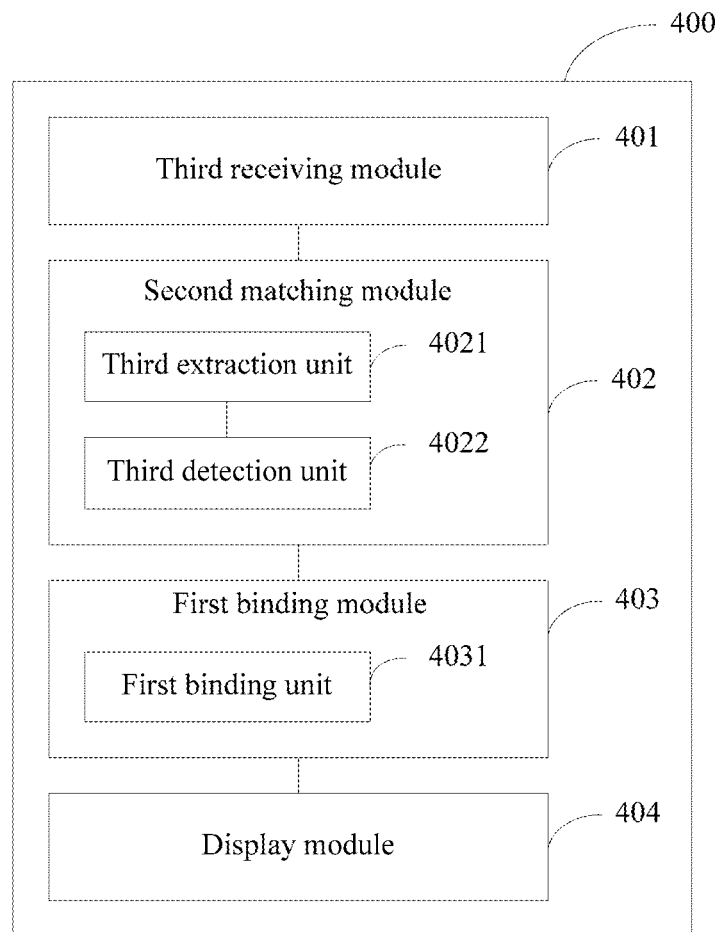 400
Third receiving module
401
Second matching module
Third extraction unit
4021
402
Third detection unit
4022
First binding module
403
First binding unit
4031
Display module
404